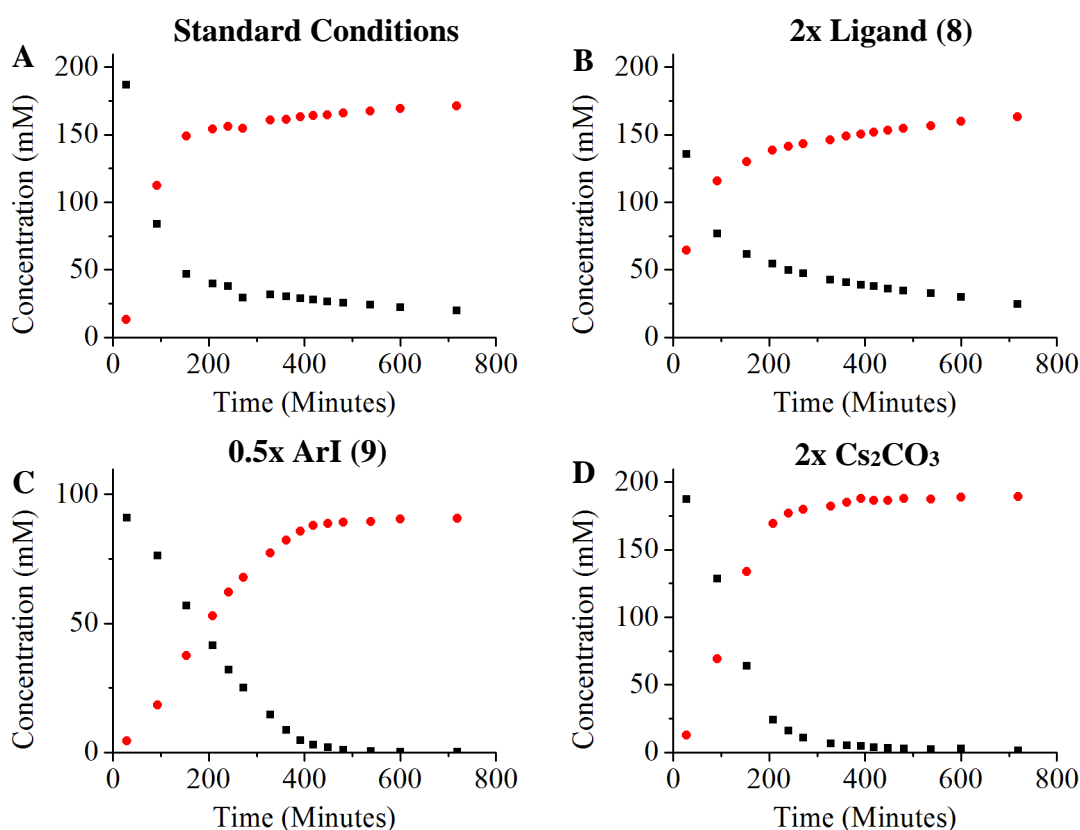 Standard Conditions
A
200
150
100
50
0
Concentration (mM)
0 200 400 600 800
Time (Minutes)
2x Ligand (8)
B
200
150
100
50
0
Concentration (mM)
0 200 400 600 800
Time (Minutes)
0.5x ArI (9)
C
100
50
0
Concentration (mM)
0 200 400 600 800
Time (Minutes)
2x Cs₂CO₃
D
200
150
100
50
0
Concentration (mM)
0 200 400 600 800
Time (Minutes)